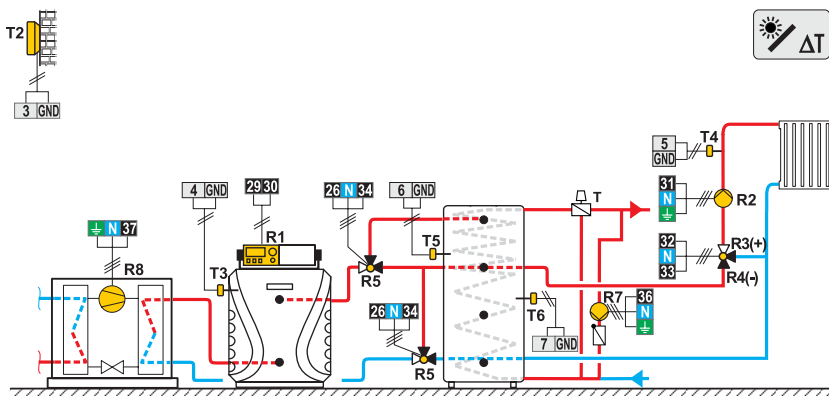 T2
3 GND
ΔT
5
GND
T4
4 GND
29 30
26 N 34
6 GND
31
N
R2
T
N 37
R8
R1
T3
R5
T5
32
N
33
R3(+)
R4(-)
26 N 34
R5
T6
7 GND
R7
36
N